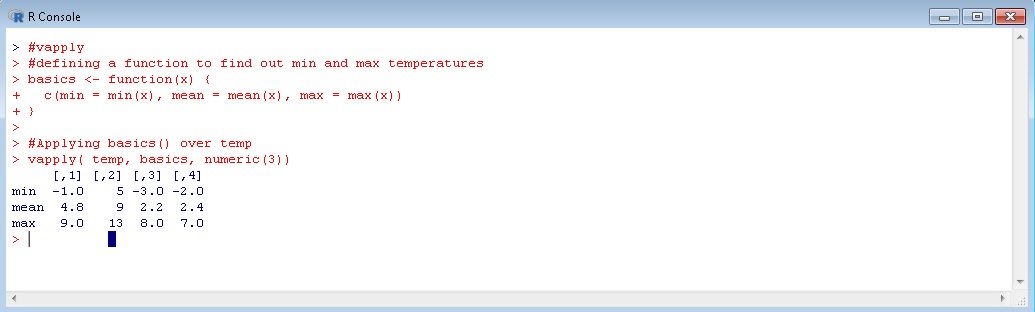 R Console
> #vapply
> #defining a function to find out min and max temperatures
> basics <- function(x) {
+   c(min = min(x), mean = mean(x), max = max(x))
+ }
>
> #Applying basics() over temp
> vapply( temp, basics, numeric(3))
     [,1] [,2] [,3] [,4]
min  -1.0    5 -3.0 -2.0
mean  4.8    9  2.2  2.4
max   9.0   13  8.0  7.0
> |